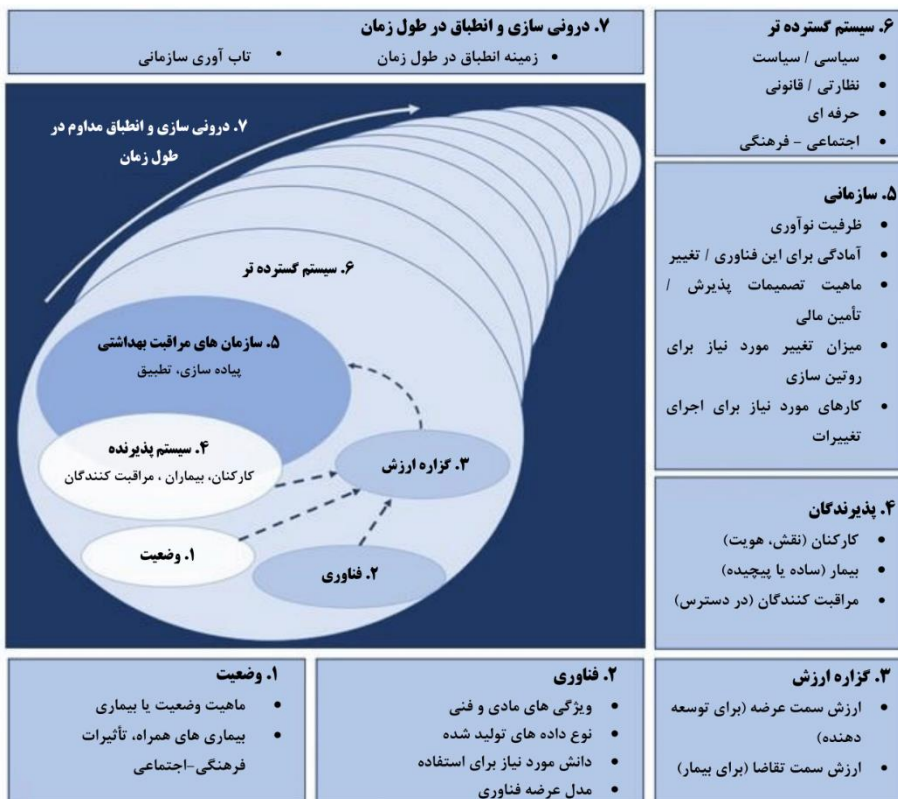 ۷. درونی سازی و انطباق در طول زمان
• زمینه انطباق در طول زمان • تاب آوری سازمانی
۶. سیستم گسترده تر
• سیاسی / سیاست
• نظارتی / قانونی
• حرفه ای
• اجتماعی - فرهنگی
۷. درونی سازی و انطباق مداوم در
طول زمان
۶. سیستم گسترده تر
۵. سازمان های مراقبت بهداشتی
پیاده سازی، تطبیق
۴. سیستم پذیرنده
کارکنان، بیماران ، مراقبت کنندگان
۳. گزاره ارزش
۱. وضعیت
۲. فناوری
۵. سازمانی
• ظرفیت نوآوری
• آمادگی برای این فناوری / تغییر
• ماهیت تصمیمات پذیرش /
تأمین مالی
• میزان تغییر مورد نیاز برای
روتین سازی
• کارهای مورد نیاز برای اجرای
تغییرات
۴. پذیرندگان
• کارکنان (نقش، هویت)
• بیمار (ساده یا پیچیده)
• مراقبت کنندگان (در دسترس)
۳. گزاره ارزش
• ارزش سمت عرضه (برای توسعه
دهنده)
• ارزش سمت تقاضا (برای بیمار)
۲. فناوری
• ویژگی های مادی و فنی
• نوع داده های تولید شده
• دانش مورد نیاز برای استفاده
• مدل عرضه فناوری
۱. وضعیت
• ماهیت وضعیت یا بیماری
• بیماری های همراه، تأثیرات
فرهنگی-اجتماعی